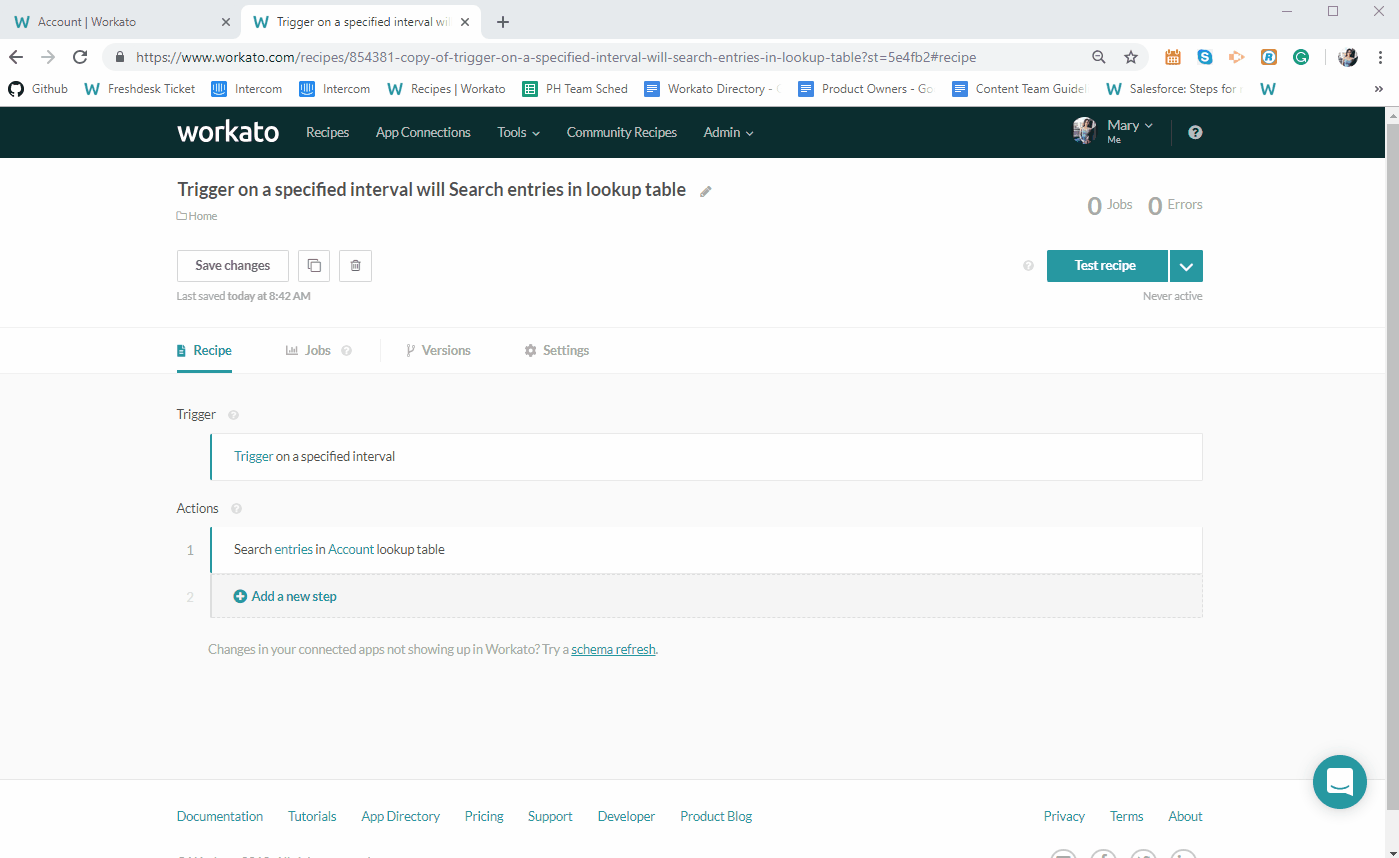 Account | Workato
Trigger on a specified interval wil
https://www.workato.com/recipes/854381-copy-of-trigger-on-a-specified-interval-will-search-entries-in-lookup-table?st=5e4fb2#recipe
Github Freshdesk Ticket Intercom Intercom Recipes | Workato PH Team Sched Workato Directory - Product Owners - Go Content Team Guidel Salesforce: Steps for »
workato Recipes App Connections Tools Community Recipes Admin Mary
Me
Trigger on a specified interval will Search entries in lookup table
Home
0 Jobs 0 Errors
Save changes
Test recipe
Last saved today at 8:42 AM
Never active
Recipe Jobs Versions Settings
Trigger
Trigger on a specified interval
Actions
1 Search entries in Account lookup table
2 Add a new step
Changes in your connected apps not showing up in Workato? Try a schema refresh.
Documentation Tutorials App Directory Pricing Support Developer Product Blog Privacy Terms About